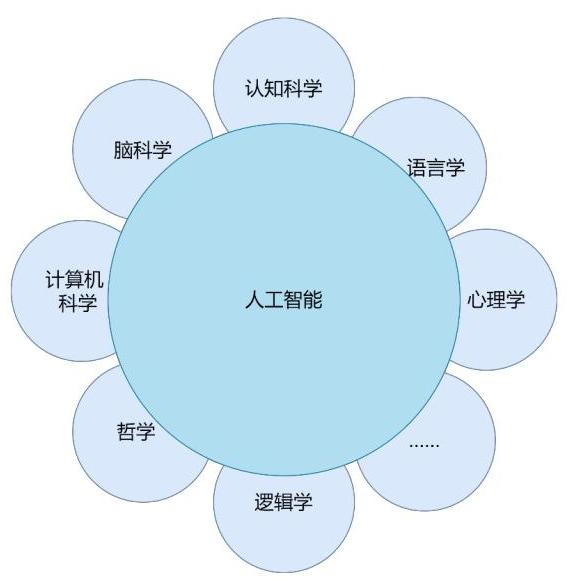 认知科学
脑科学
语言学
计算机
科学
人工智能
心理学
哲学
......
逻辑学